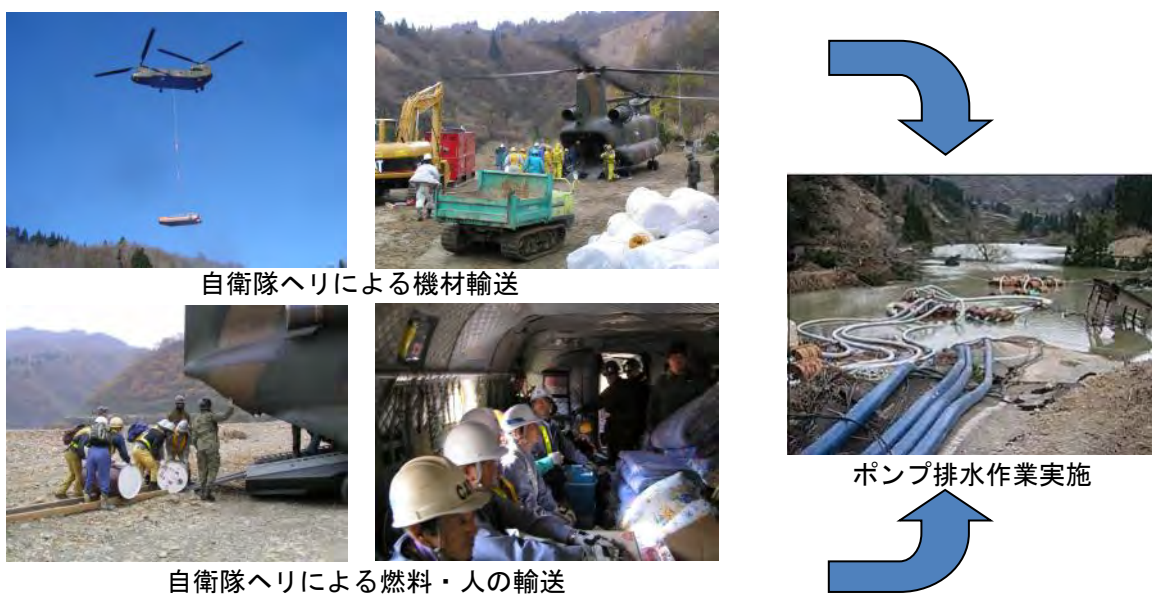 自衛隊ヘリによる機材輸送
自衛隊ヘリによる燃料・人の輸送
ポンプ排水作業実施